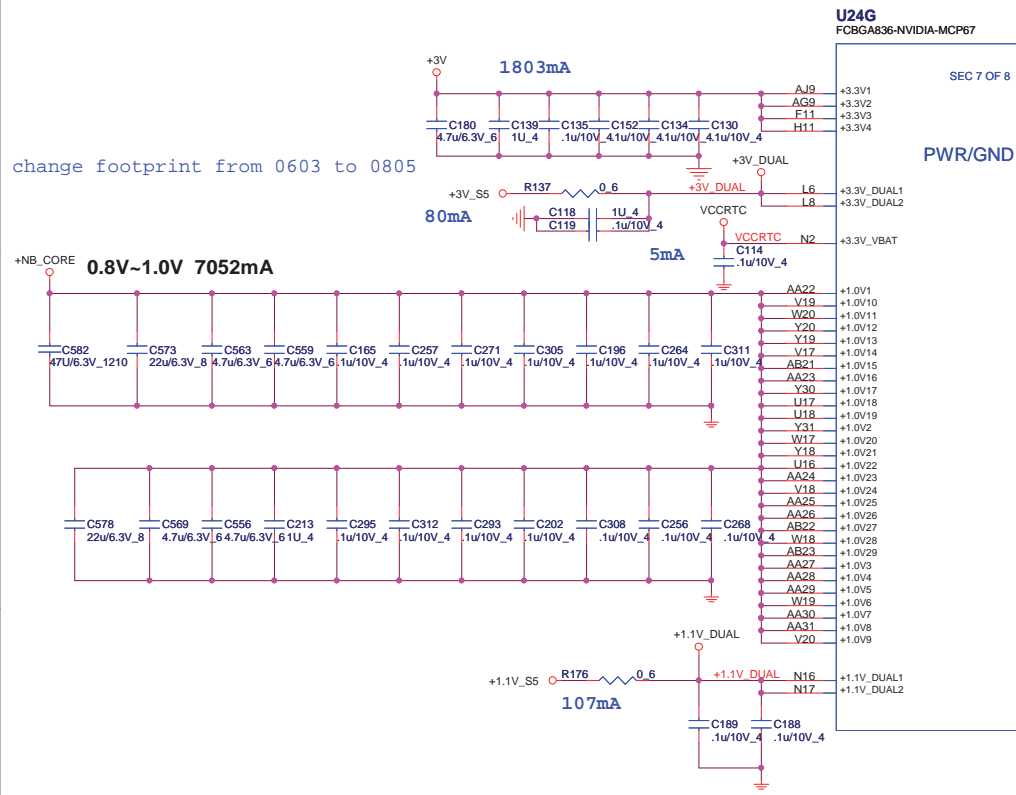 U24G
FCBGA836-NVIDIA-MCP67
SEC 7 OF 8
PWR/GND
+3V
1803mA
AJ9 +3.3V1
AG9 +3.3V2
F11 +3.3V3
H11 +3.3V4
C180 C139 C135 C152 C134 C130
4.7u/6.3V_6 1U_4 .1u/10V_4 .1u/10V_4 .1u/10V_4 .1u/10V_4
change footprint from 0603 to 0805
+3V_DUAL
+3V_S5 R137 0_6 +3V_DUAL L6 +3.3V_DUAL1
L8 +3.3V_DUAL2
80mA
C118 1U_4
C119 .1u/10V_4
VCCRTC
VCCRTC N2 +3.3V_VBAT
5mA
C114
.1u/10V_4
+NB_CORE
0.8V~1.0V 7052mA
AA22 +1.0V1
V19 +1.0V10
W20 +1.0V11
Y20 +1.0V12
Y19 +1.0V13
V17 +1.0V14
AB21 +1.0V15
AA23 +1.0V16
Y30 +1.0V17
U17 +1.0V18
U18 +1.0V19
Y31 +1.0V2
W17 +1.0V20
Y18 +1.0V21
U16 +1.0V22
AA24 +1.0V23
V18 +1.0V24
AA25 +1.0V25
AA26 +1.0V26
AB22 +1.0V27
W18 +1.0V28
AB23 +1.0V29
AA27 +1.0V3
AA28 +1.0V4
AA29 +1.0V5
W19 +1.0V6
AA30 +1.0V7
AA31 +1.0V8
V20 +1.0V9
C582 C573 C563 C559 C165 C257 C271 C305 C196 C264 C311
47U/6.3V_1210 22u/6.3V_8 4.7u/6.3V_6 4.7u/6.3V_6 .1u/10V_4 .1u/10V_4 .1u/10V_4 .1u/10V_4 .1u/10V_4 .1u/10V_4 .1u/10V_4
C578 C569 C556 C213 C295 C312 C293 C202 C308 C256 C268
22u/6.3V_8 4.7u/6.3V_6 4.7u/6.3V_6 1U_4 .1u/10V_4 .1u/10V_4 .1u/10V_4 .1u/10V_4 .1u/10V_4 .1u/10V_4 .1u/10V_4
+1.1V_DUAL
+1.1V_S5 R176 0_6 +1.1V_DUAL N16 +1.1V_DUAL1
N17 +1.1V_DUAL2
107mA
C189 C188
.1u/10V_4 .1u/10V_4